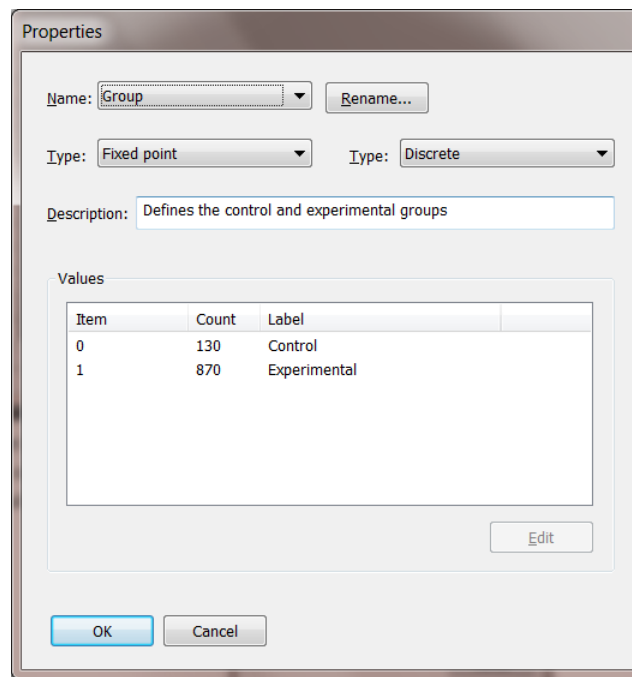 Properties
Name: Group Rename...
Type: Fixed point Type: Discrete
Description: Defines the control and experimental groups
Values
Item Count Label
0 130 Control
1 870 Experimental
Edit
OK Cancel